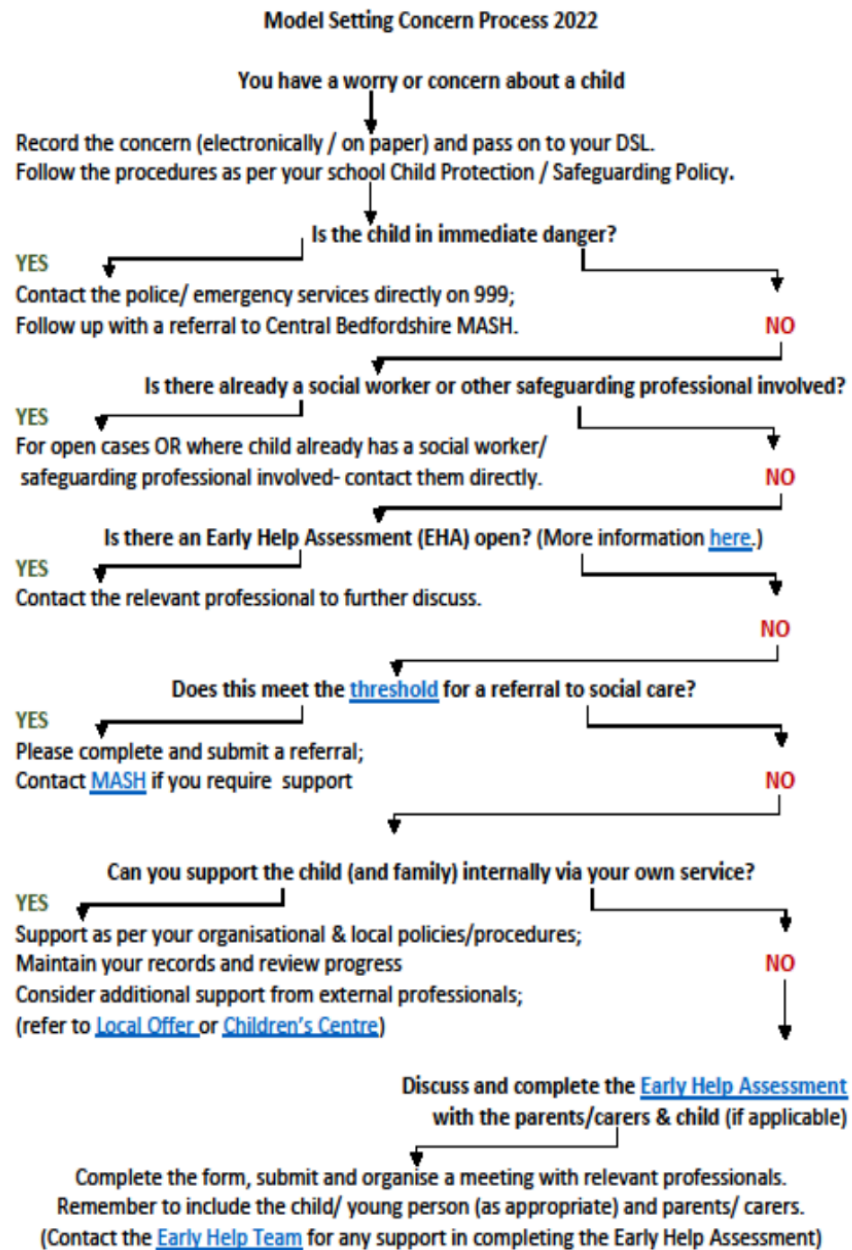 Model Setting Concern Process 2022
You have a worry or concern about a child
Record the concern (electronically / on paper) and pass on to your DSL.
Follow the procedures as per your school Child Protection / Safeguarding Policy.
Is the child in immediate danger?
YES
Contact the police/ emergency services directly on 999;
Follow up with a referral to Central Bedfordshire MASH.
NO
Is there already a social worker or other safeguarding professional involved?
YES
For open cases OR where child already has a social worker/
safeguarding professional involved- contact them directly.
NO
Is there an Early Help Assessment (EHA) open? (More information here.)
YES
Contact the relevant professional to further discuss.
NO
Does this meet the threshold for a referral to social care?
YES
Please complete and submit a referral;
Contact MASH if you require support
NO
Can you support the child (and family) internally via your own service?
YES
Support as per your organisational & local policies/procedures;
Maintain your records and review progress
NO
Consider additional support from external professionals;
(refer to Local Offer or Children's Centre)
Discuss and complete the Early Help Assessment
with the parents/carers & child (if applicable)
Complete the form, submit and organise a meeting with relevant professionals.
Remember to include the child/ young person (as appropriate) and parents/ carers.
(Contact the Early Help Team for any support in completing the Early Help Assessment)